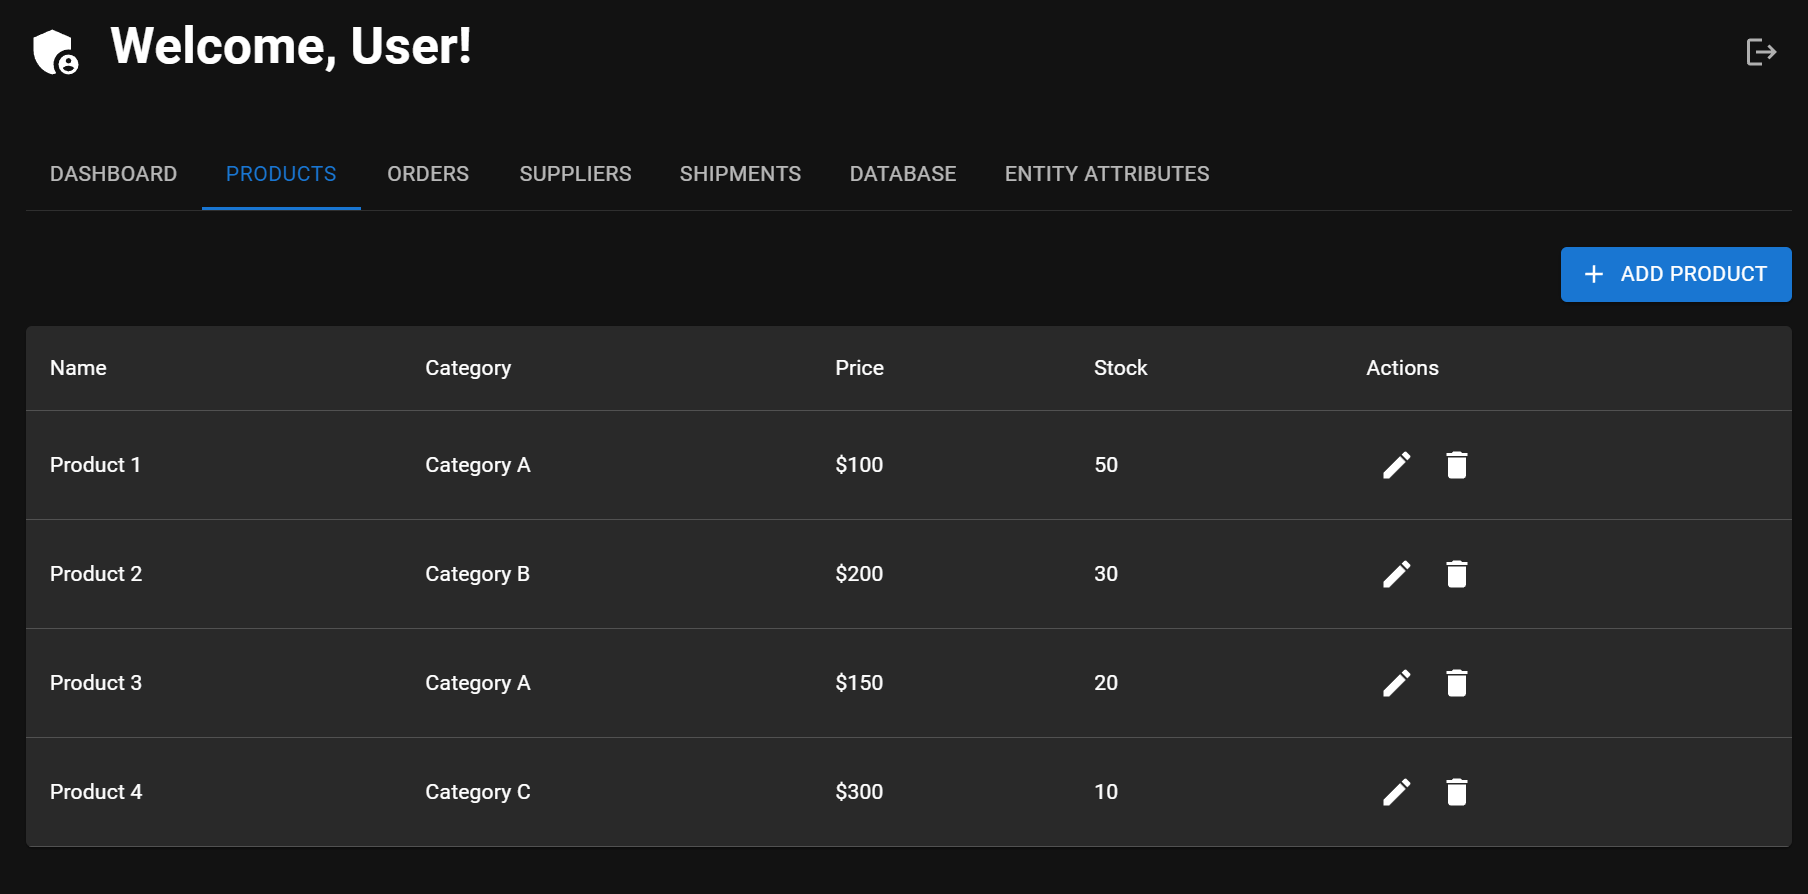 Welcome, User!
DASHBOARD PRODUCTS ORDERS SUPPLIERS SHIPMENTS DATABASE ENTITY ATTRIBUTES
ADD PRODUCT
Name Category Price Stock Actions
Product 1 Category A $100 50
Product 2 Category B $200 30
Product 3 Category A $150 20
Product 4 Category C $300 10